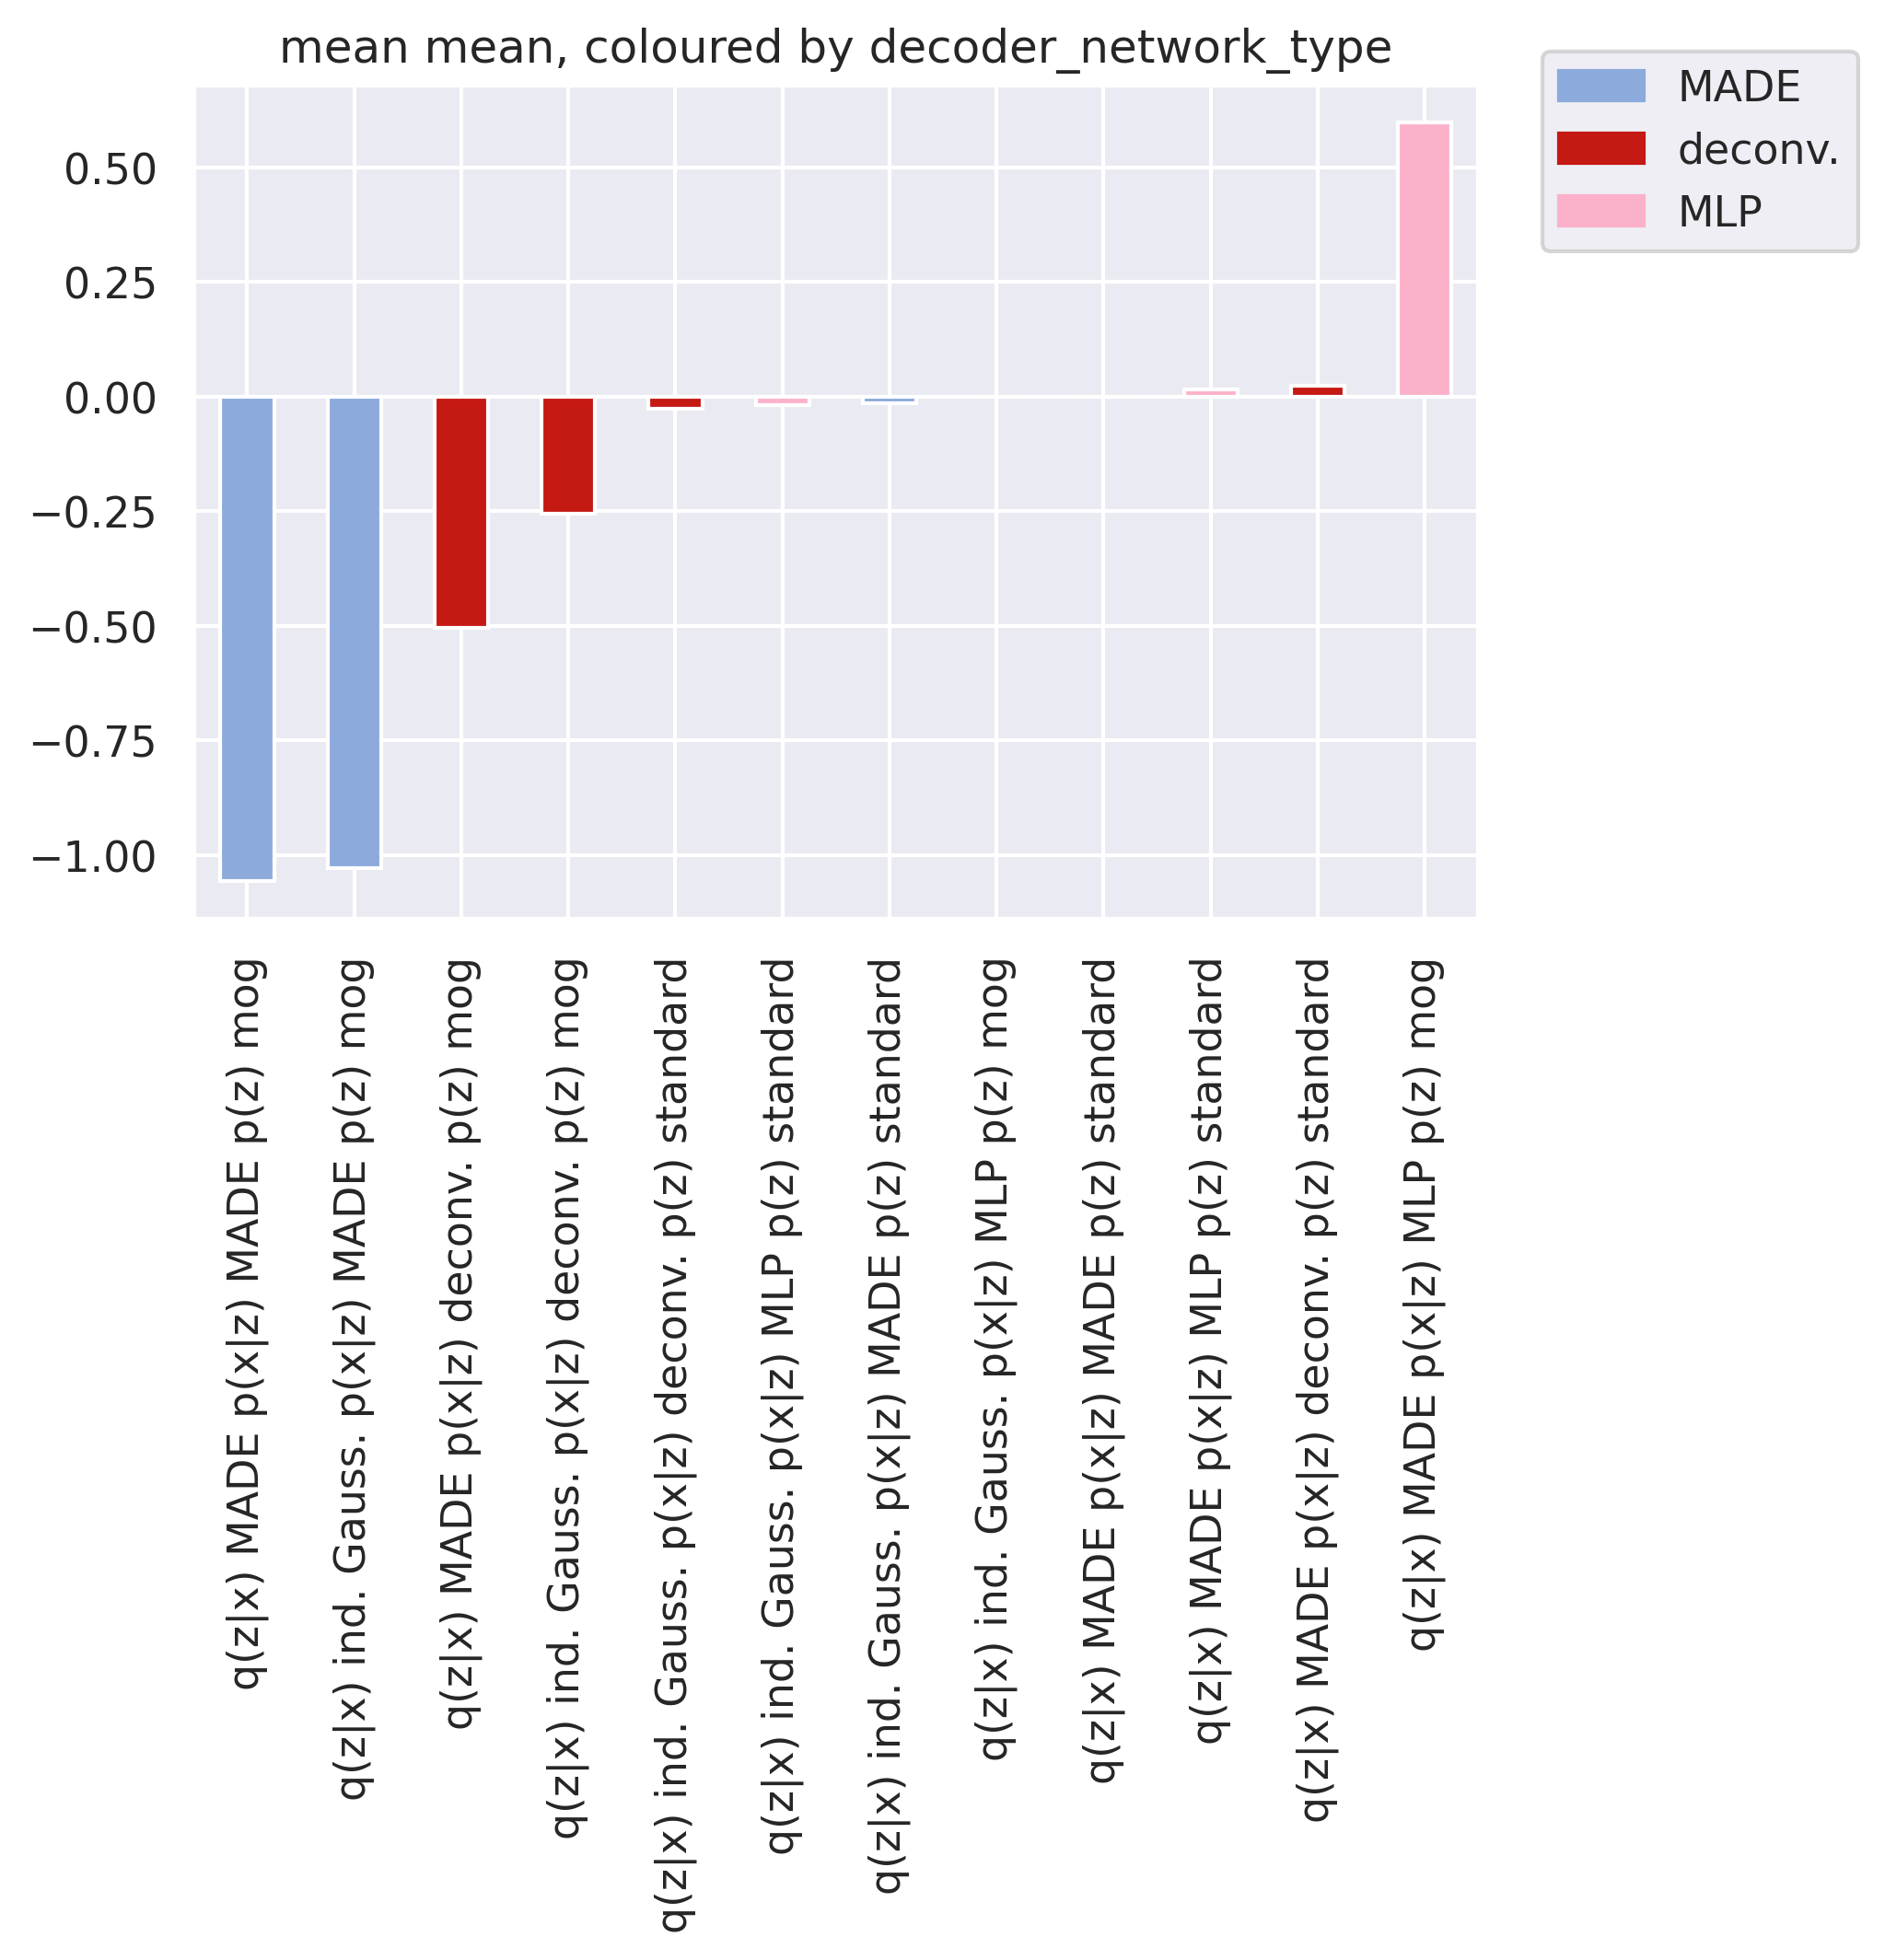 mean mean, coloured by decoder_network_type
MADE
deconv.
MLP
0.50
0.25
0.00
−0.25
−0.50
−0.75
−1.00
q(z|x) MADE p(x|z) MADE p(z) mog
q(z|x) ind. Gauss. p(x|z) MADE p(z) mog
q(z|x) MADE p(x|z) deconv. p(z) mog
q(z|x) ind. Gauss. p(x|z) deconv. p(z) mog
q(z|x) ind. Gauss. p(x|z) deconv. p(z) standard
q(z|x) ind. Gauss. p(x|z) MLP p(z) standard
q(z|x) ind. Gauss. p(x|z) MADE p(z) standard
q(z|x) ind. Gauss. p(x|z) MLP p(z) mog
q(z|x) MADE p(x|z) MADE p(z) standard
q(z|x) MADE p(x|z) MLP p(z) standard
q(z|x) MADE p(x|z) deconv. p(z) standard
q(z|x) MADE p(x|z) MLP p(z) mog